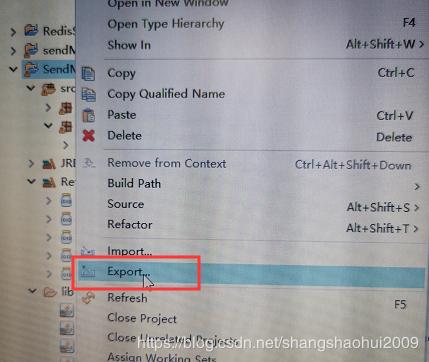 Open in New Window
Open Type Hierarchy F4
Show In Alt+Shift+W >
Copy Ctrl+C
Copy Qualified Name
Paste Ctrl+V
Delete Delete
Remove from Context Ctrl+Alt+Shift+Down
Build Path >
Source Alt+Shift+S >
Refactor Alt+Shift+T >
Import...
Export...
Refresh F5
Close Project
Close Unrelated Projects
Assign Working Sets
RedisS
sendM
SendM
src
JRE
Re
lib
https://blog.csdn.net/shangshaohui2009